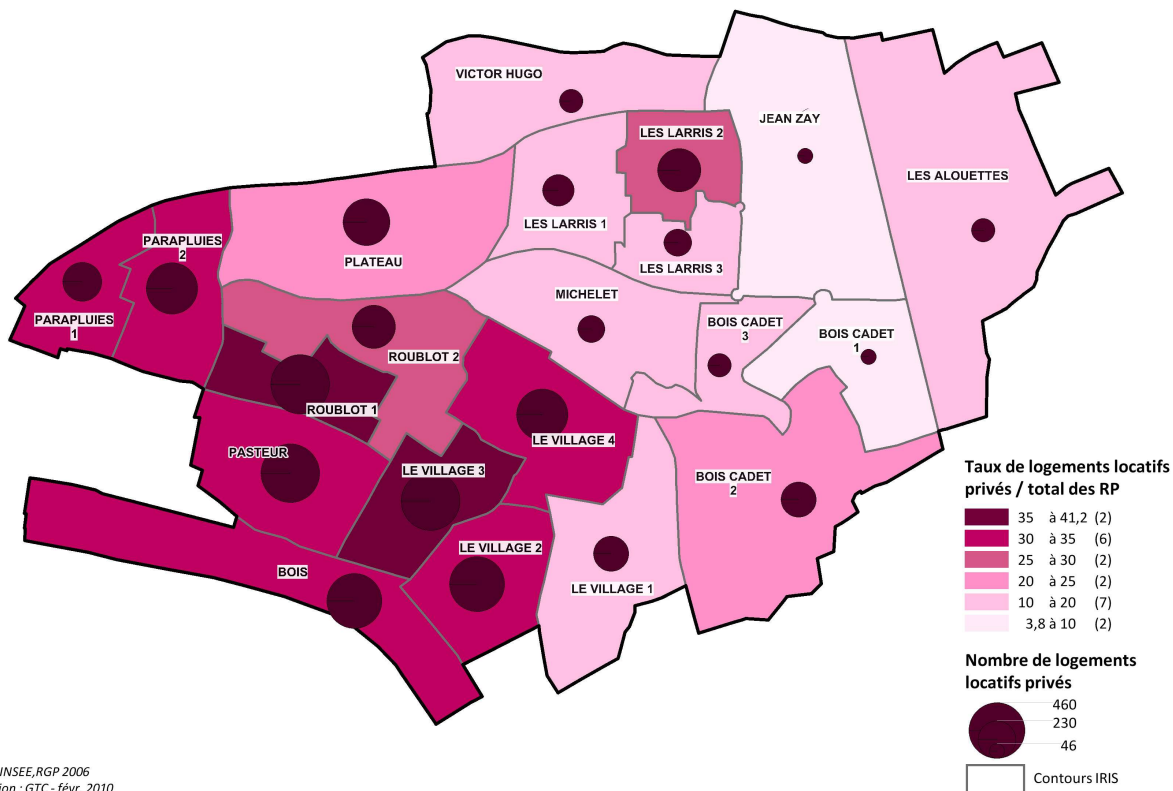 VICTOR HUGO
JEAN ZAY
LES LARRIS 2
LES ALOUETTES
LES LARRIS 1
PARAPLUIES
2
PLATEAU
LES LARRIS 3
MICHELET
PARAPLUIES
1
BOIS CADET
3
BOIS CADET
1
ROUBLOT 2
ROUBLOT 1
LE VILLAGE 4
PASTEUR
LE VILLAGE 3
BOIS CADET
2
LE VILLAGE 2
BOIS
LE VILLAGE 1
Taux de logements locatifs
privés / total des RP
35 à 41,2 (2)
30 à 35 (6)
25 à 30 (2)
20 à 25 (2)
10 à 20 (7)
3,8 à 10 (2)
Nombre de logements
locatifs privés
460
230
46
Contours IRIS
INSEE,RGP 2006
GTC - févr. 2010